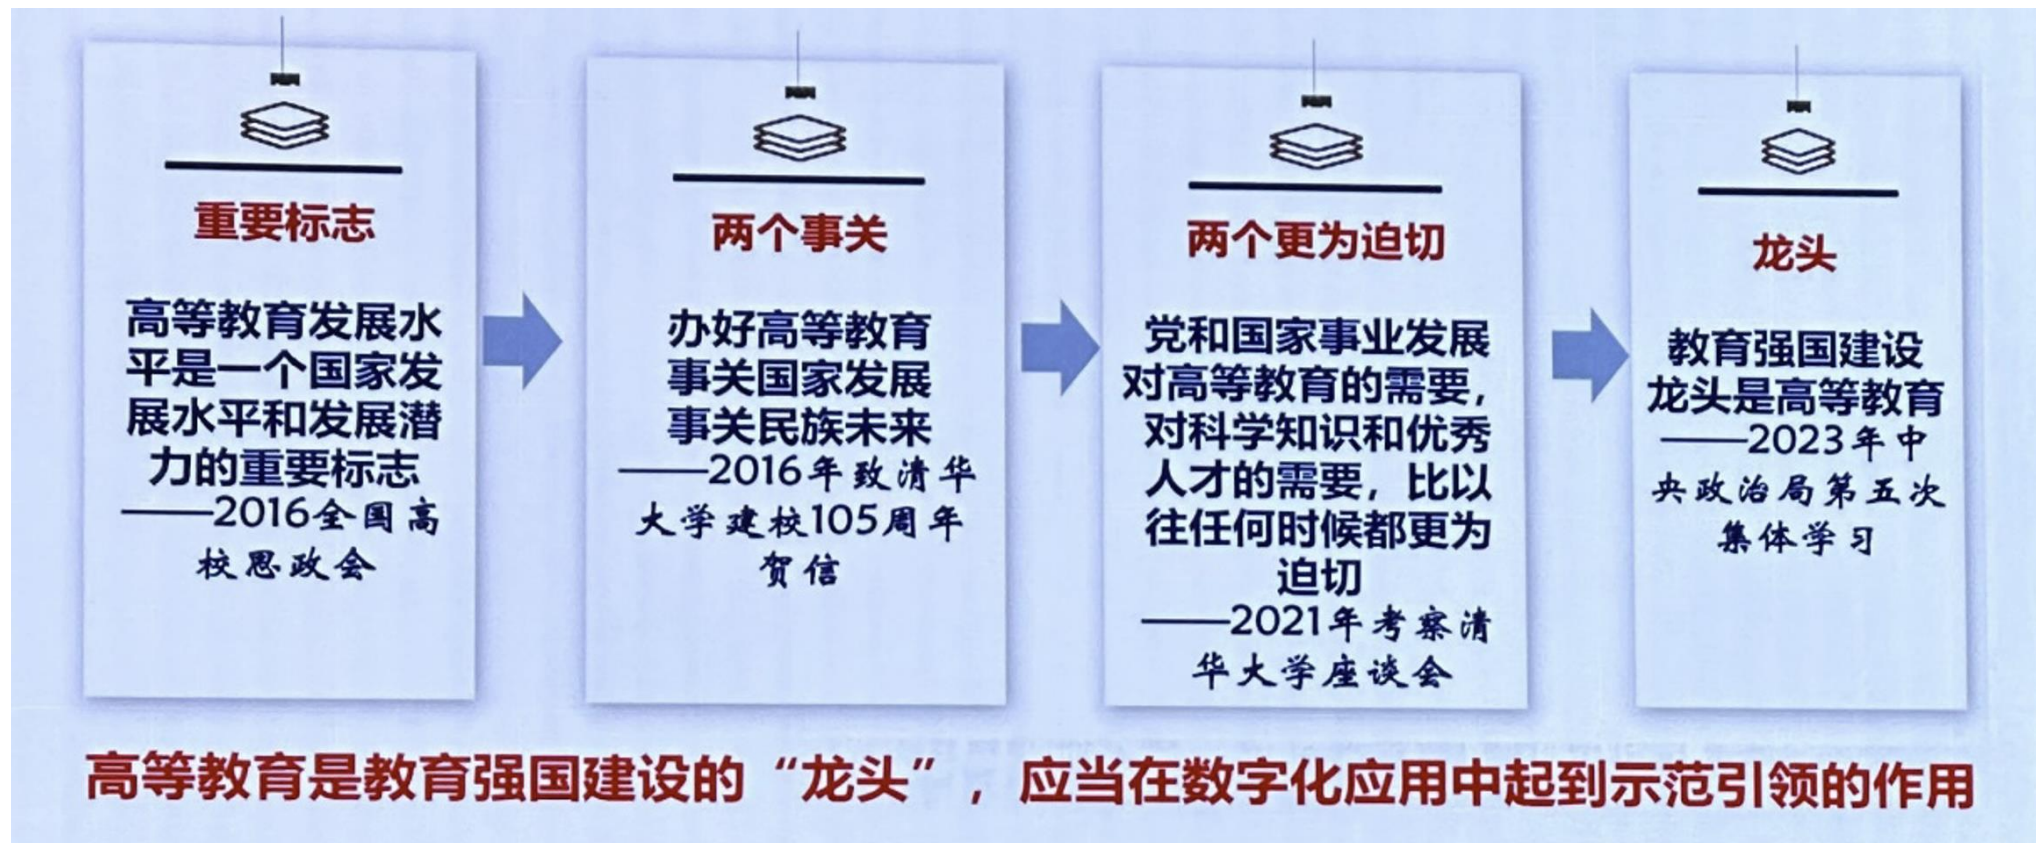 重要标志
高等教育发展水
平是一个国家发
展水平和发展潜
力的重要标志
——2016全国高
校思政会
两个事关
办好高等教育
事关国家发展
事关民族未来
——2016年致清华
大学建校105周年
贺信
两个更为迫切
党和国家事业发展
对高等教育的需要，
对科学知识和优秀
人才的需要，比以
往任何时候都更为
迫切
——2021年考察清
华大学座谈会
龙头
教育强国建设
龙头是高等教育
——2023年中
央政治局第五次
集体学习
高等教育是教育强国建设的“龙头”，应当在数字化应用中起到示范引领的作用